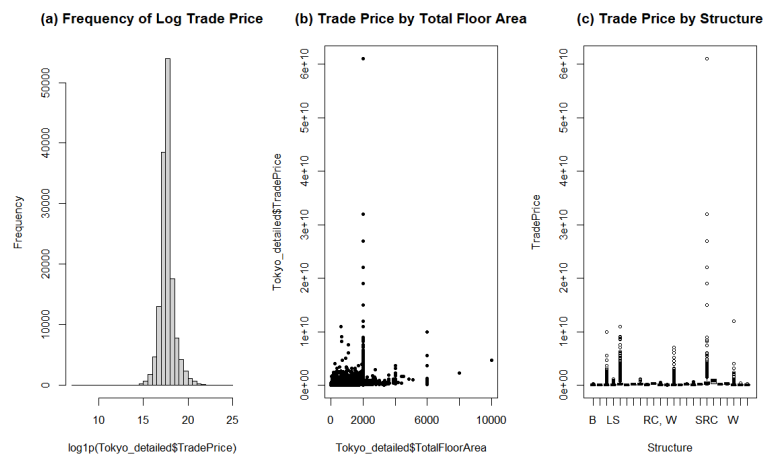 (a) Frequency of Log Trade Price
Frequency
0
10000
20000
30000
40000
50000
10
15
20
25
log1p(Tokyo_detailed$TradePrice)
(b) Trade Price by Total Floor Area
Tokyo_detailed$TradePrice
0e+00
1e+10
2e+10
3e+10
4e+10
5e+10
6e+10
0
2000
6000
10000
Tokyo_detailed$TotalFloorArea
(c) Trade Price by Structure
TradePrice
0e+00
1e+10
2e+10
3e+10
4e+10
5e+10
6e+10
B
LS
RC, W
SRC
W
Structure